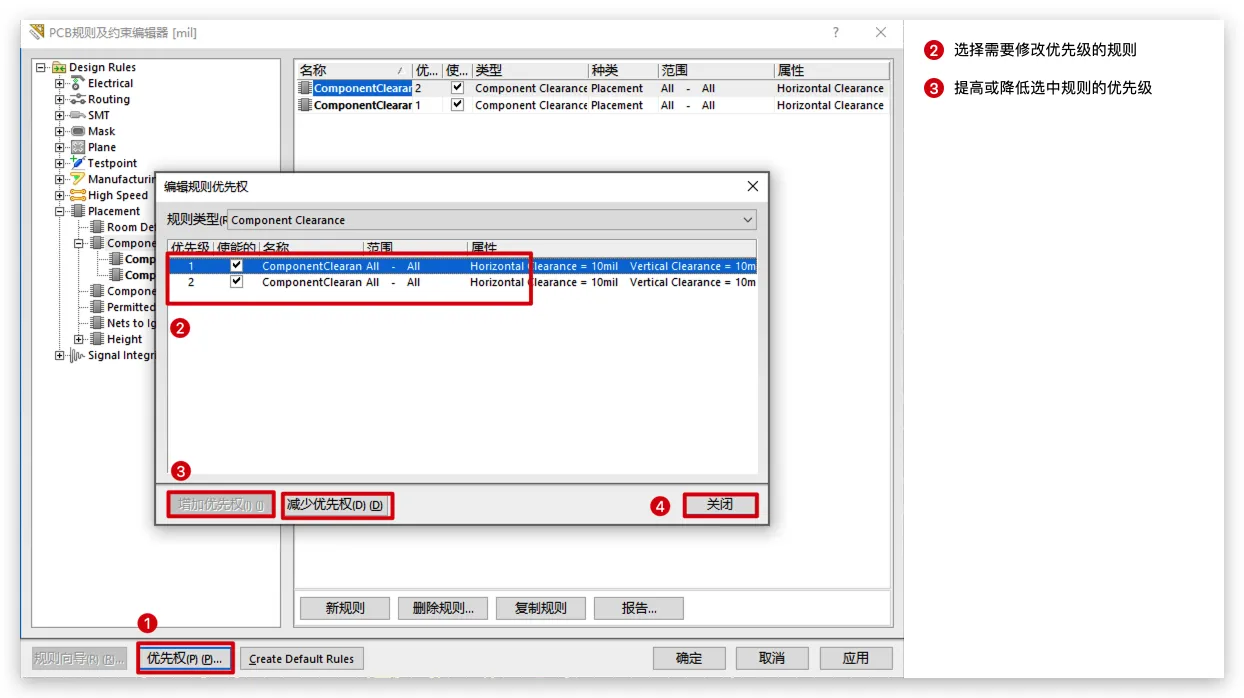 PCB规则及约束编辑器 [mil]
?
Design Rules
Electrical
Routing
SMT
Mask
Plane
Testpoint
Manufacturin
High Speed
Placement
Room De
Compone
Comp
Comp
Compone
Permitted
Nets to Ig
Height
Signal Integri
名称 / 优... 使... 类型 种类 范围 属性
ComponentClearar 2 Component Clearance Placement All - All Horizontal Clearance
ComponentClearar 1 Component Clearance Placement All - All Horizontal Clearance
编辑规则优先权
规则类型(R Component Clearance
优先级 使能的 名称 范围 属性
1 ComponentClearan All - All Horizontal Clearance = 10mil Vertical Clearance = 10m
2 ComponentClearan All - All Horizontal Clearance = 10mil Vertical Clearance = 10m
2
3
增加优先权(I) (I)
减少优先权(D) (D)
4
关闭
新规则 删除规则... 复制规则 报告...
1
规则向导(R) (R)... 优先权(P) (P)... Create Default Rules 确定 取消 应用
2 选择需要修改优先级的规则
3 提高或降低选中规则的优先级